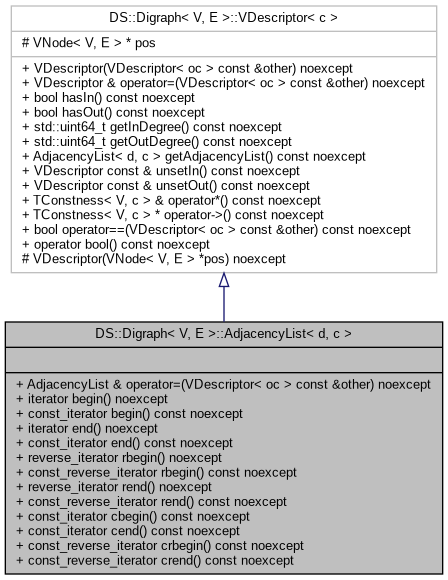 DS::Digraph< V, E >::VDescriptor< c >
# VNode< V, E > * pos
+ VDescriptor(VDescriptor< oc > const &other) noexcept
+ VDescriptor & operator=(VDescriptor< oc > const &other) noexcept
+ bool hasIn() const noexcept
+ bool hasOut() const noexcept
+ std::uint64_t getInDegree() const noexcept
+ std::uint64_t getOutDegree() const noexcept
+ AdjacencyList< d, c > getAdjacencyList() const noexcept
+ VDescriptor const & unsetIn() const noexcept
+ VDescriptor const & unsetOut() const noexcept
+ TConstness< V, c > & operator*() const noexcept
+ TConstness< V, c > * operator->() const noexcept
+ bool operator==(VDescriptor< oc > const &other) const noexcept
+ operator bool() const noexcept
# VDescriptor(VNode< V, E > *pos) noexcept
DS::Digraph< V, E >::AdjacencyList< d, c >
+ AdjacencyList & operator=(VDescriptor< oc > const &other) noexcept
+ iterator begin() noexcept
+ const_iterator begin() const noexcept
+ iterator end() noexcept
+ const_iterator end() const noexcept
+ reverse_iterator rbegin() noexcept
+ const_reverse_iterator rbegin() const noexcept
+ reverse_iterator rend() noexcept
+ const_reverse_iterator rend() const noexcept
+ const_iterator cbegin() const noexcept
+ const_iterator cend() const noexcept
+ const_reverse_iterator crbegin() const noexcept
+ const_reverse_iterator crend() const noexcept